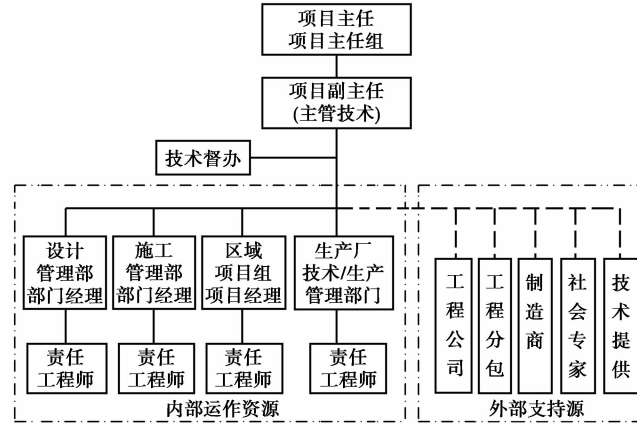 项目主任
项目主任组
项目副主任
(主管技术)
技术督办
设计
管理部
部门经理
施工
管理部
部门经理
区域
项目组
项目经理
生产厂
技术/生产
管理部门
责任
工程师
责任
工程师
责任
工程师
责任
工程师
内部运作资源
工程公司
工程分包
制造商
社会专家
技术提供
外部支持源